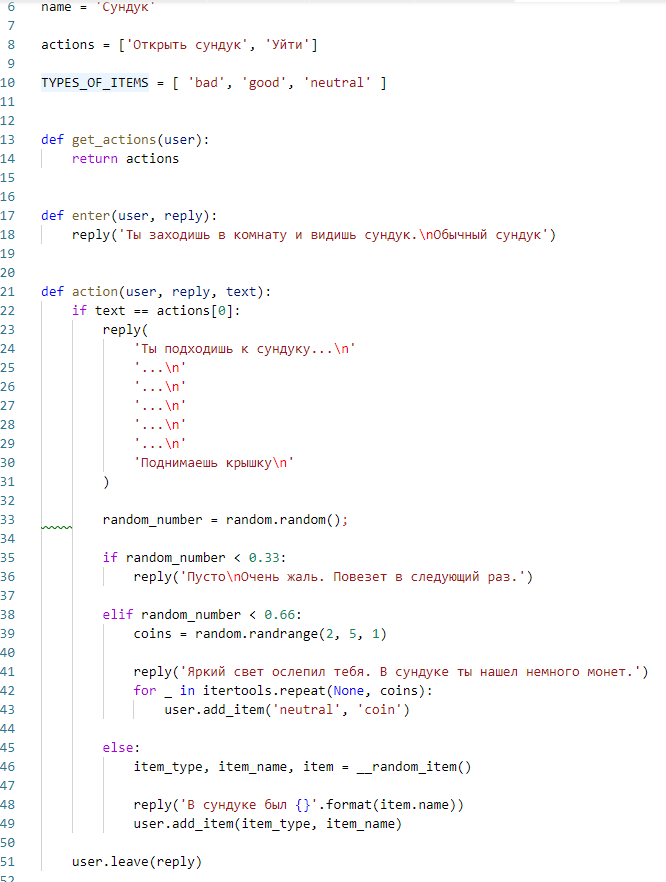 6 name = 'Сундук'
7
8 actions = ['Открыть сундук', 'Уйти']
9
10 TYPES_OF_ITEMS = [ 'bad', 'good', 'neutral' ]
11
12
13 def get_actions(user):
14     return actions
15
16
17 def enter(user, reply):
18     reply('Ты заходишь в комнату и видишь сундук.\nОбычный сундук')
19
20
21 def action(user, reply, text):
22     if text == actions[0]:
23         reply(
24             'Ты подходишь к сундуку...\n'
25             '...\n'
26             '...\n'
27             '...\n'
28             '...\n'
29             '...\n'
30             'Поднимаешь крышку\n'
31         )
32
33         random_number = random.random();
34
35         if random_number < 0.33:
36             reply('Пусто\nОчень жаль. Повезет в следующий раз.')
37
38         elif random_number < 0.66:
39             coins = random.randrange(2, 5, 1)
40
41             reply('Яркий свет ослепил тебя. В сундуке ты нашел немного монет.')
42             for _ in itertools.repeat(None, coins):
43                 user.add_item('neutral', 'coin')
44
45         else:
46             item_type, item_name, item = __random_item()
47
48             reply('В сундуке был {}'.format(item.name))
49             user.add_item(item_type, item_name)
50
51     user.leave(reply)
52